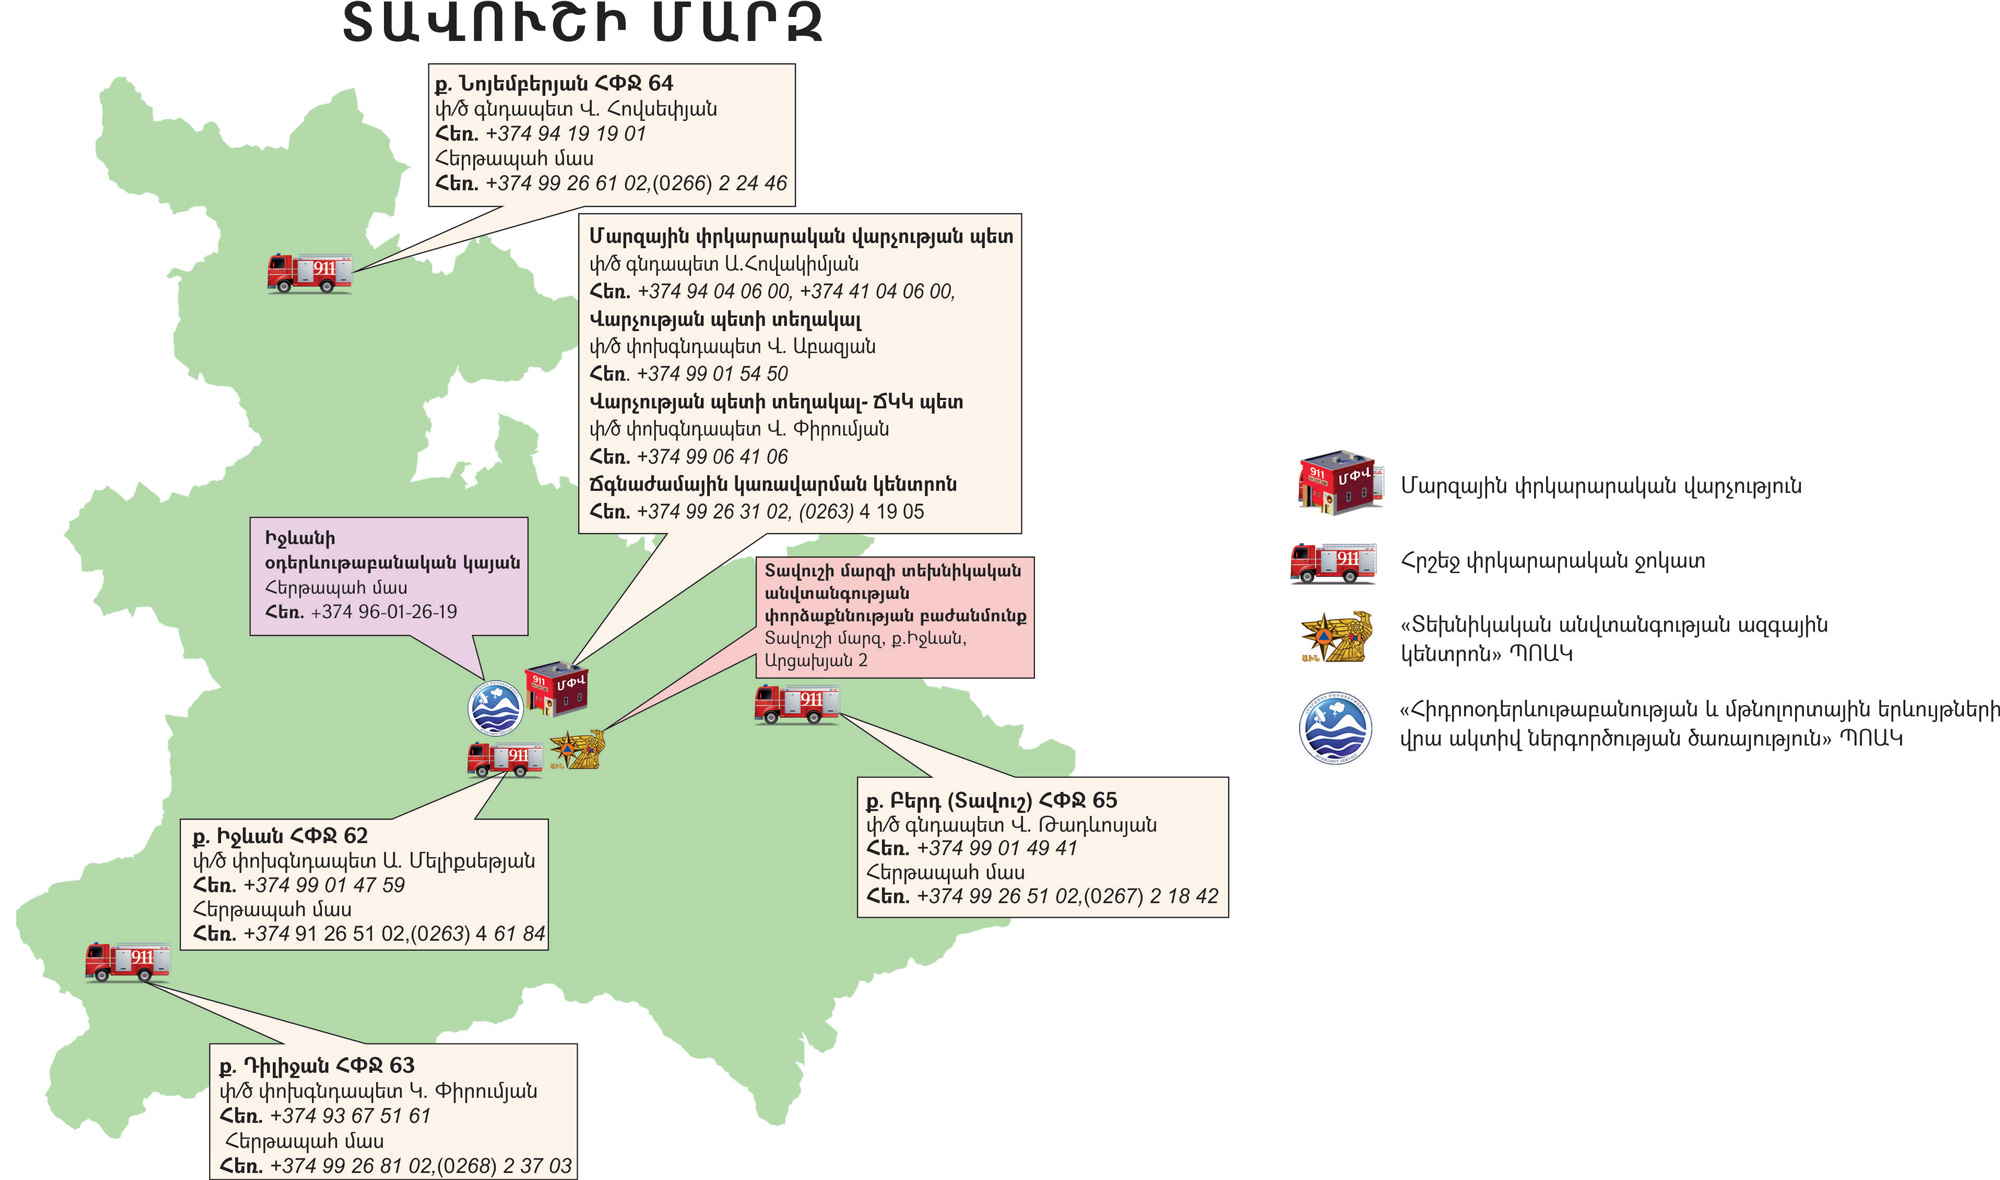 ՏԱՎՈՒՇԻ ՄԱՐԶ
ք. Նոյեմբերյան ՀՓՋ 64
փ/ծ գնդապետ Վ. Հովսեփյան
Հեռ. +374 94 19 19 01
Հերթապահ մաս
Հեռ. +374 99 26 61 02,(0266) 2 24 46
911
Մարզային փրկարարական վարչության պետ
փ/ծ գնդապետ Ա.Հովակիմյան
Հեռ. +374 94 04 06 00, +374 41 04 06 00,
Վարչության պետի տեղակալ
փ/ծ փոխգնդապետ Վ. Աբազյան
Հեռ. +374 99 01 54 50
Վարչության պետի տեղակալ- ՃԿԿ պետ
փ/ծ փոխգնդապետ Վ. Փիրումյան
Հեռ. +374 99 06 41 06
Ճգնաժամային կառավարման կենտրոն
Հեռ. +374 99 26 31 02, (0263) 4 19 05
Իջևանի
օդերևութաբանական կայան
Հերթապահ մաս
Հեռ. +374 96-01-26-19
Տավուշի մարզի տեխնիկական
անվտանգության
փորձաքննության բաժանմունք
Տավուշի մարզ, ք.Իջևան,
Արցախյան 2
911
ՄՓՎ
911
911
ԱԻՆ
ք. Իջևան ՀՓՋ 62
փ/ծ փոխգնդապետ Ա. Մելիքսեթյան
Հեռ. +374 99 01 47 59
Հերթապահ մաս
Հեռ. +374 91 26 51 02,(0263) 4 61 84
ք. Բերդ (Տավուշ) ՀՓՋ 65
փ/ծ գնդապետ Վ. Թադևոսյան
Հեռ. +374 99 01 49 41
Հերթապահ մաս
Հեռ. +374 99 26 51 02,(0267) 2 18 42
911
ք. Դիլիջան ՀՓՋ 63
փ/ծ փոխգնդապետ Կ. Փիրումյան
Հեռ. +374 93 67 51 61
Հերթապահ մաս
Հեռ. +374 99 26 81 02,(0268) 2 37 03
911
ՄՓՎ
Մարզային փրկարարական վարչություն
911
Հրշեջ փրկարարական ջոկատ
ԱԻՆ
«Տեխնիկական անվտանգության ազգային
կենտրոն» ՊՈԱԿ
«Հիդրոօդերևութաբանության և մթնոլորտային երևույթների
վրա ակտիվ ներգործության ծառայություն» ՊՈԱԿ